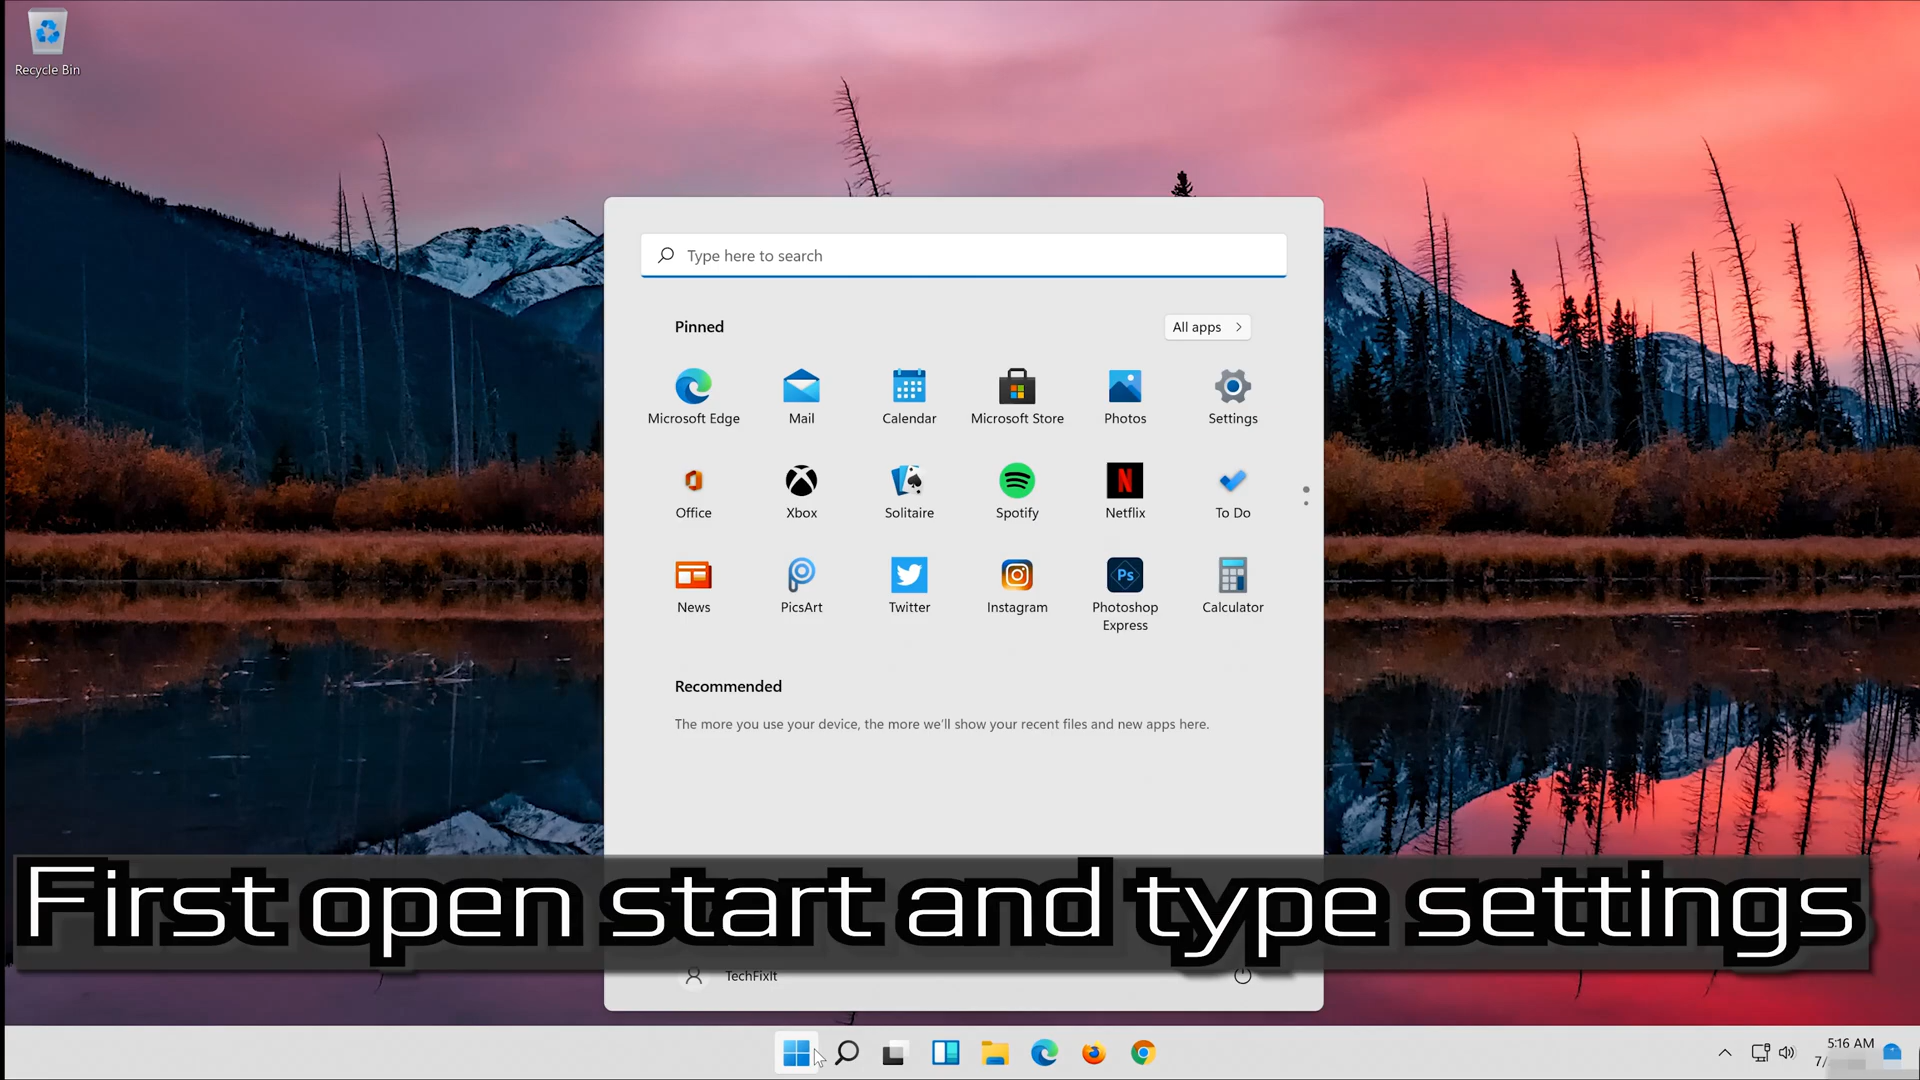 Recycle Bin
Type here to search
Pinned
All apps
Microsoft Edge
Mail
Calendar
Microsoft Store
Photos
Settings
Office
Xbox
Solitaire
Spotify
Netflix
To Do
News
PicsArt
Twitter
Instagram
Photoshop
Express
Calculator
Recommended
The more you use your device, the more we'll show your recent files and new apps here.
First open start and type settings
TechFixIt
5:16 AM
7/